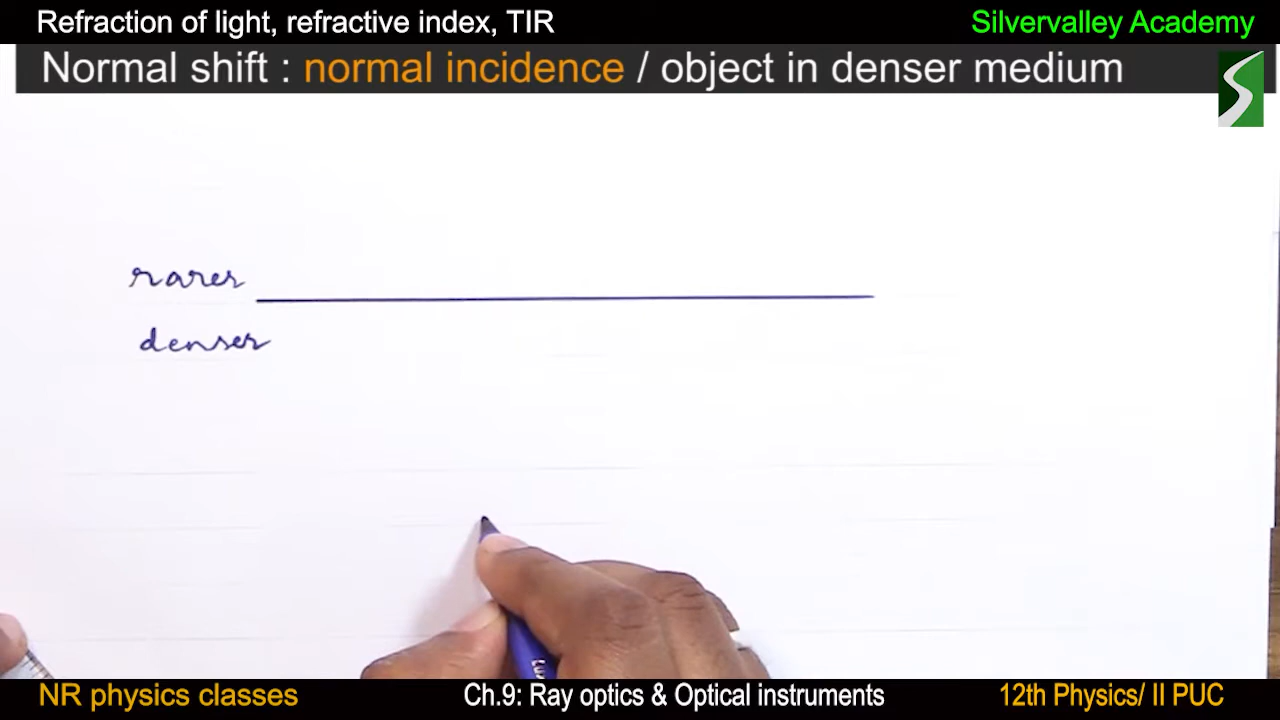 Refraction of light, refractive index, TIR
Silvervalley Academy
Normal shift : normal incidence / object in denser medium
rarer
denser
NR physics classes
Ch.9: Ray optics & Optical instruments
12th Physics/ II PUC